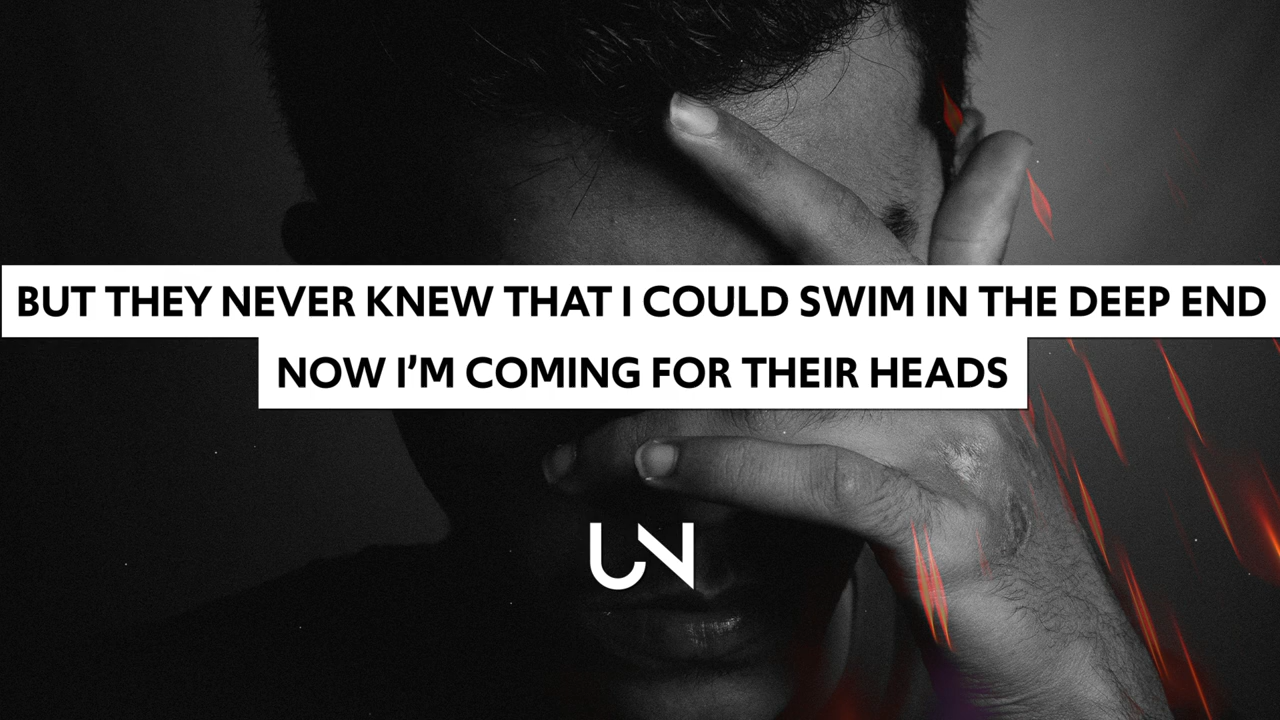 BUT THEY NEVER KNEW THAT I COULD SWIM IN THE DEEP END
NOW I’M COMING FOR THEIR HEADS
UN